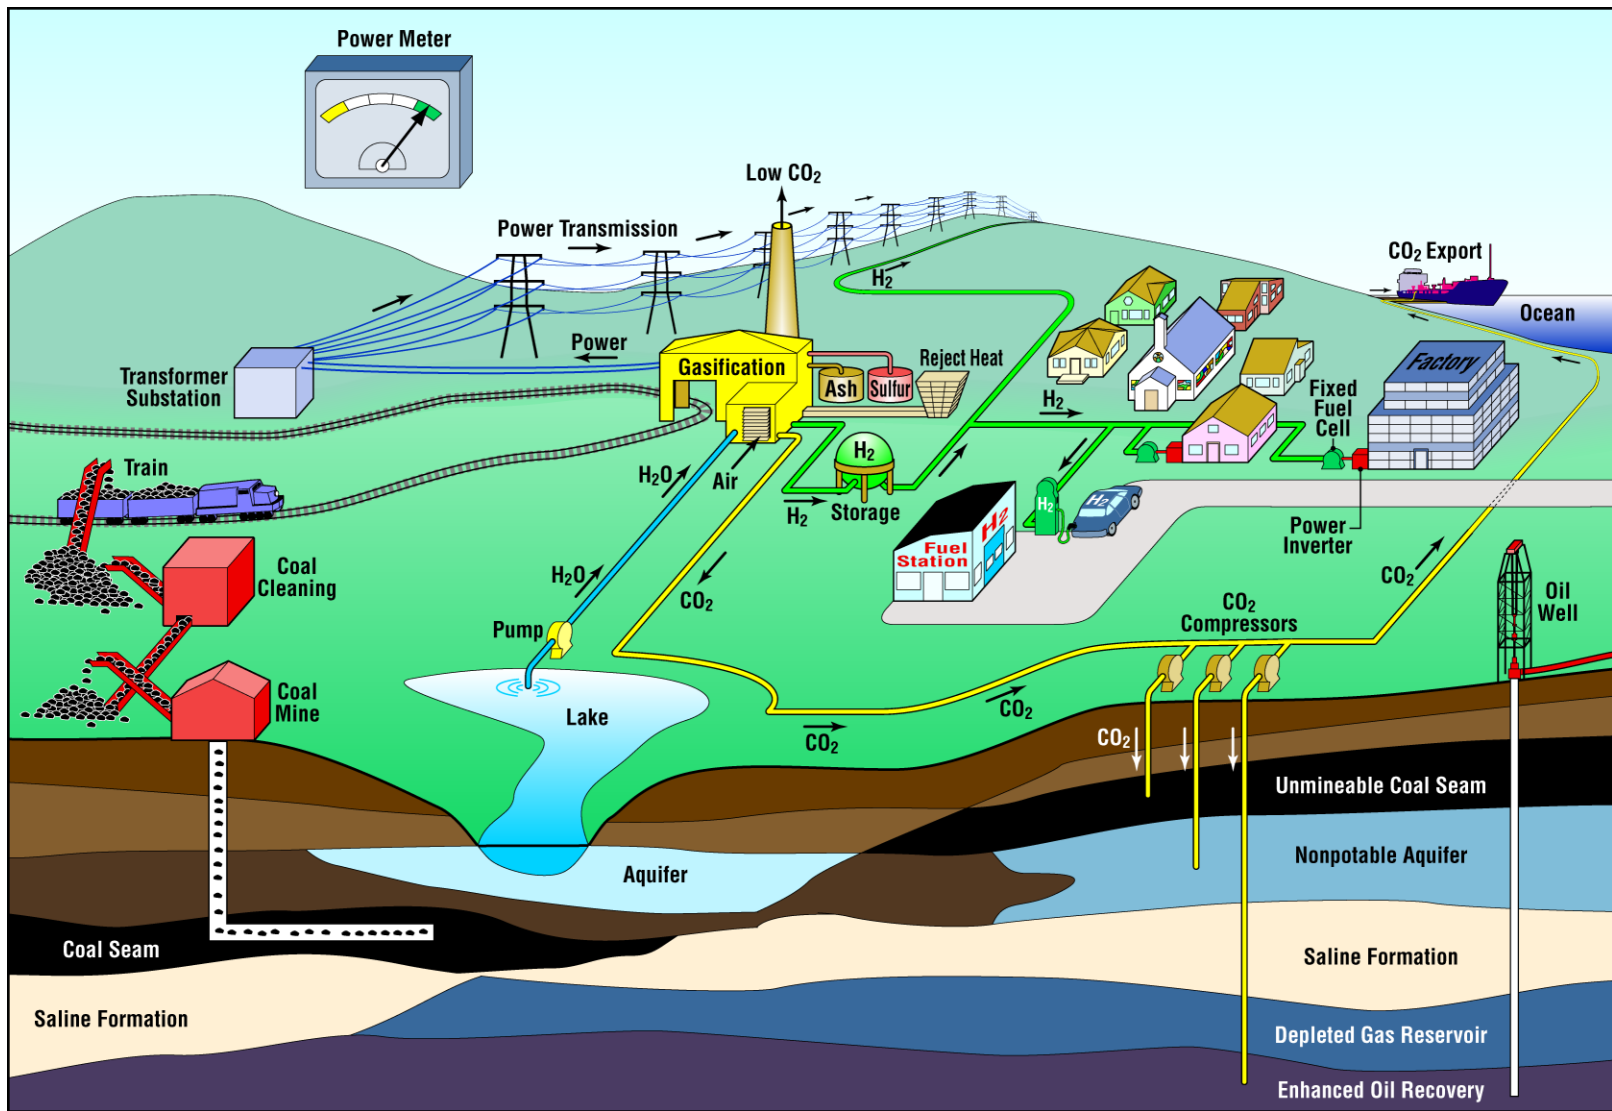 Power Meter
Low CO₂
Power Transmission
H₂
CO₂ Export
Ocean
Power
Gasification
Reject Heat
Transformer
Substation
Ash
Sulfur
Factory
Fixed
Fuel
Cell
H₂
Train
H₂O
Air
H₂
H₂
Storage
H₂
H₂
H₂
Power
Inverter
Coal
Cleaning
H₂O
CO₂
Fuel
Station
CO₂
Oil
Well
Pump
CO₂
Compressors
Coal
Mine
Lake
CO₂
CO₂
CO₂
Unmineable Coal Seam
Aquifer
Nonpotable Aquifer
Coal Seam
Saline Formation
Saline Formation
Depleted Gas Reservoir
Enhanced Oil Recovery